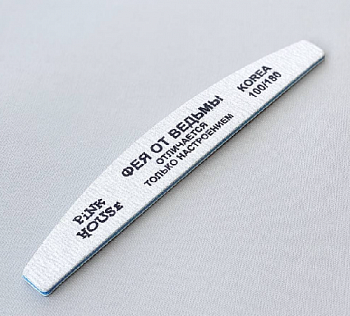 PiNK
HOUSE
ФЕЯ ОТ ВЕДЬМЫ
ОТЛИЧАЕТСЯ
ТОЛЬКО НАСТРОЕНИЕМ
KOREA
100/180